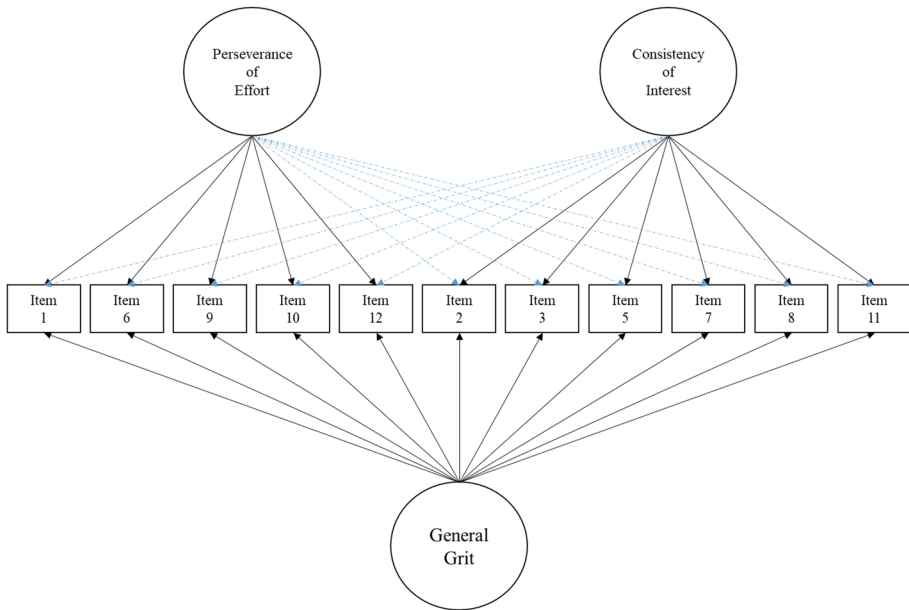 Perseverance
of
Effort
Consistency
of
Interest
Item
1
Item
6
Item
9
Item
10
Item
12
Item
2
Item
3
Item
5
Item
7
Item
8
Item
11
General
Grit